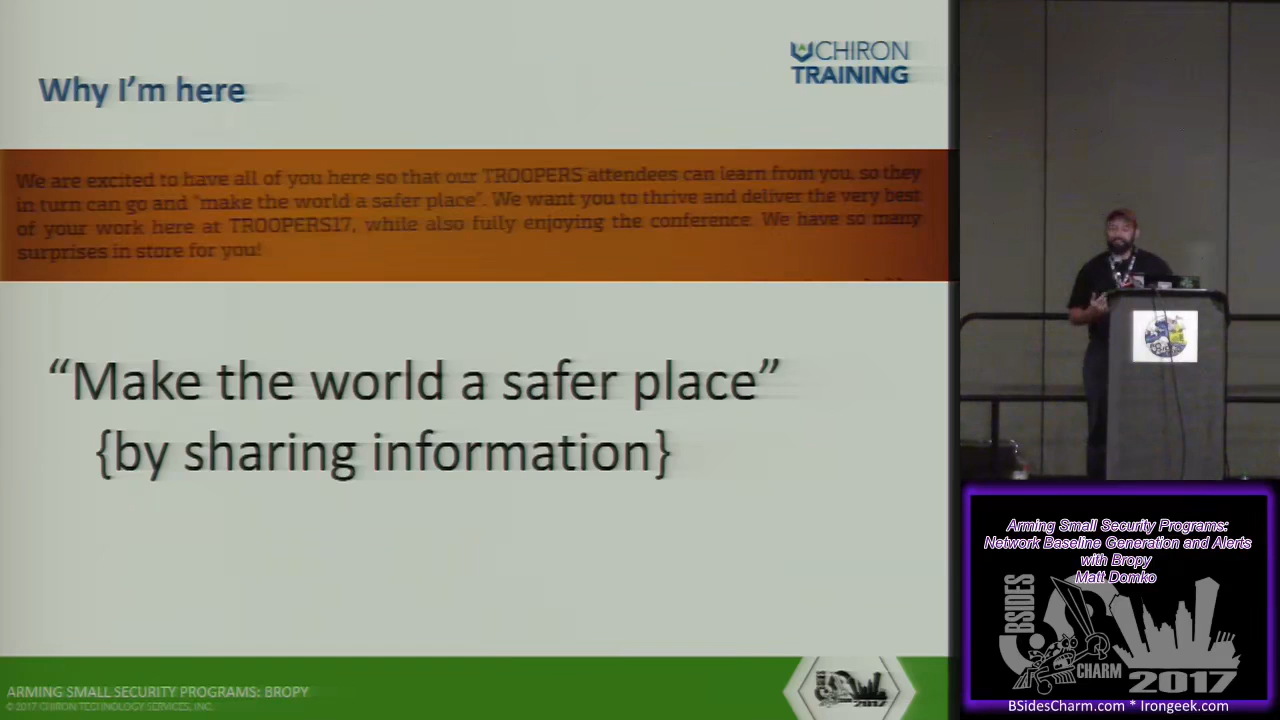 Why I'm here
CHIRON
TRAINING
We are excited to have all of you here so that our TROOPERS attendees can learn from you, so they
in turn can go and "make the world a safer place". We want you to thrive and deliver the very best
of your work here at TROOPERS17, while also fully enjoying the conference. We have so many
surprises in store for you!
“Make the world a safer place”
{by sharing information}
ARMING SMALL SECURITY PROGRAMS: BROPY
© 2017 CHIRON TECHNOLOGY SERVICES, INC.
Arming Small Security Programs:
Network Baseline Generation and Alerts
with Bropy
Matt Domko
BSIDES
CHARM
2017
BSidesCharm.com * Irongeek.com